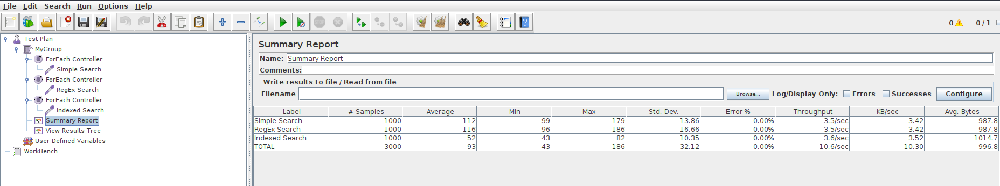 File Edit Search Run Options Help
0 0 / 1
Test Plan
MyGroup
ForEach Controller
Simple Search
ForEach Controller
RegEx Search
ForEach Controller
Indexed Search
Summary Report
View Results Tree
User Defined Variables
WorkBench
Summary Report
Name: Summary Report
Comments:
Write results to file / Read from file
Filename Browse... Log/Display Only: Errors Successes Configure
Label # Samples Average Min Max Std. Dev. Error % Throughput KB/sec Avg. Bytes
Simple Search 1000 112 99 179 13.86 0.00% 3.5/sec 3.42 987.8
RegEx Search 1000 116 96 186 16.66 0.00% 3.5/sec 3.42 987.8
Indexed Search 1000 52 43 82 10.35 0.00% 3.6/sec 3.52 1014.7
TOTAL 3000 93 43 186 32.12 0.00% 10.6/sec 10.30 996.8